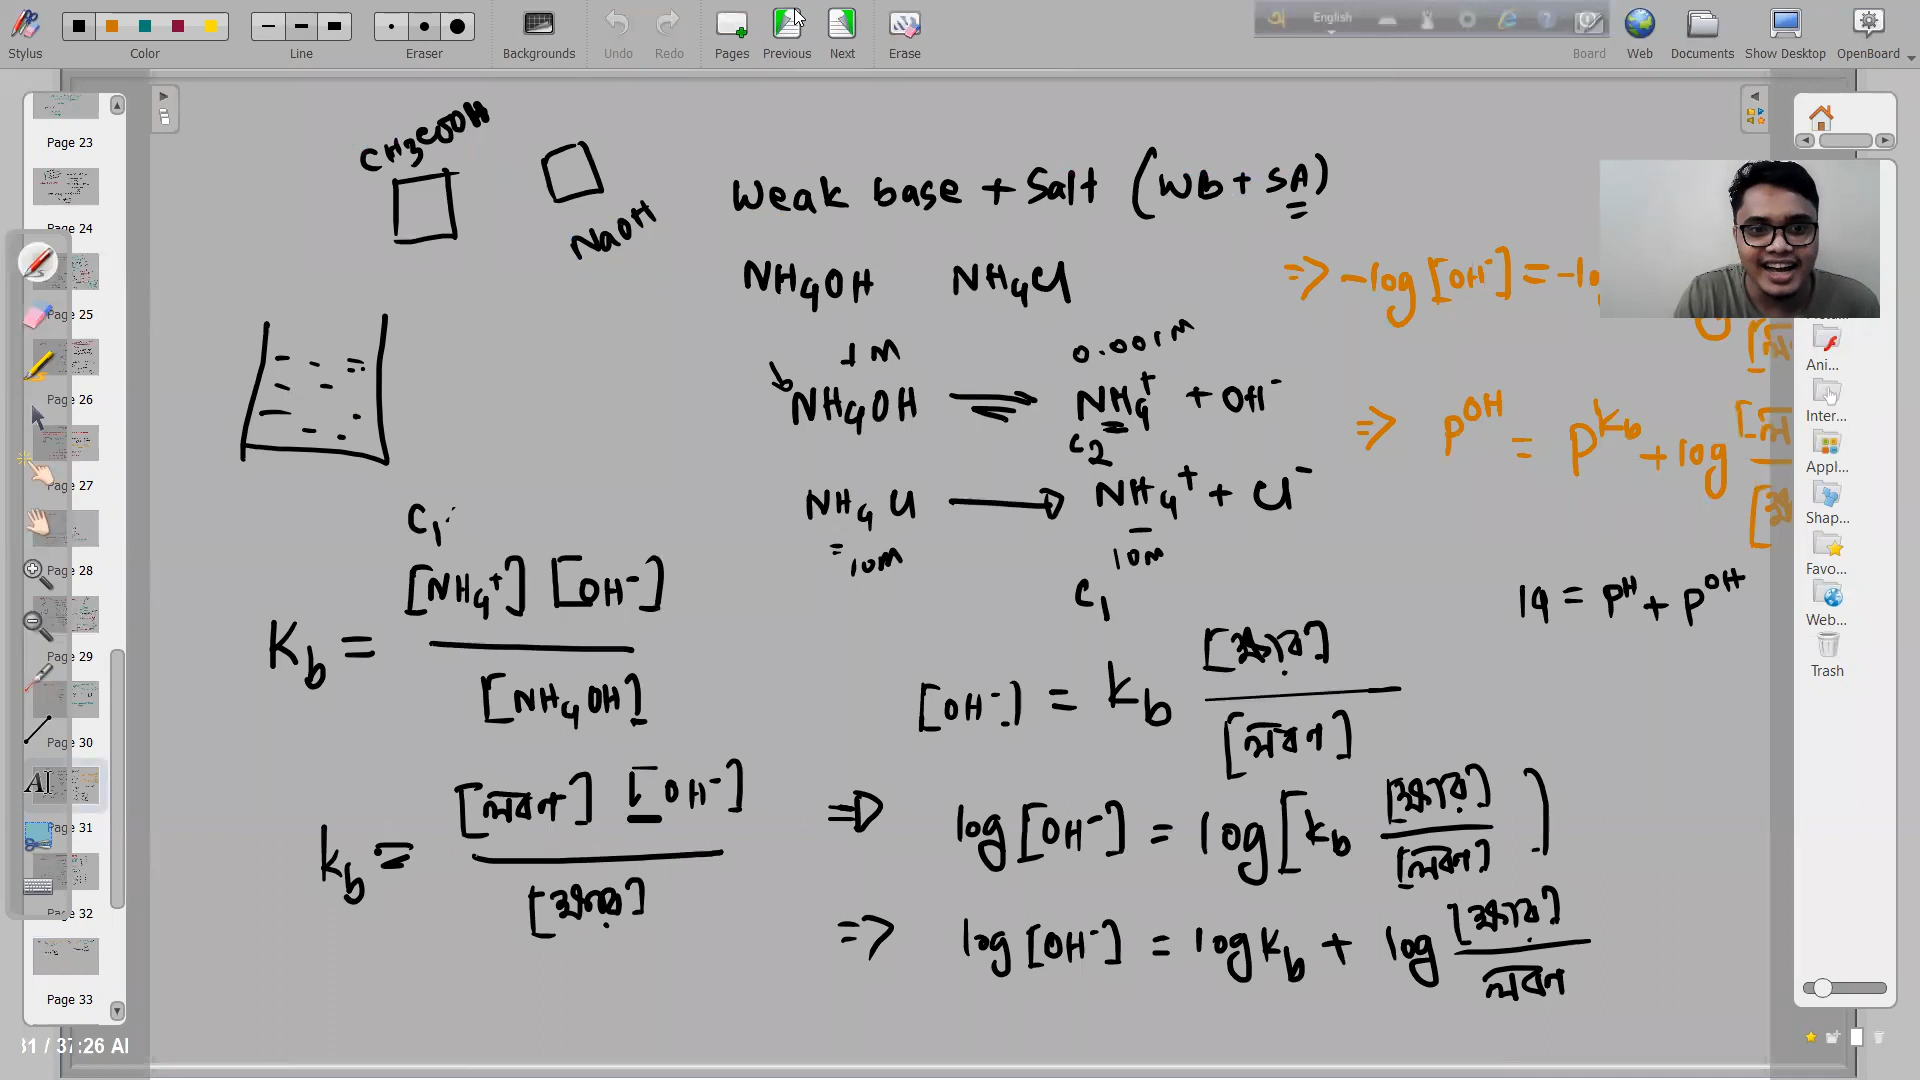 Stylus
Color
Line
Eraser
Backgrounds
Undo
Redo
Pages
Previous
Next
Erase
English
Board
Web
Documents
Show Desktop
OpenBoard
Page 23
Page 24
Page 25
Page 26
Page 27
Page 28
Page 29
Page 30
Page 31
Page 32
Page 33
CH3COOH
NaOH
Weak base + Salt (WB + SA)
NH4OH NH4Cl
1 M 0.001M
NH4OH ⇌ NH4+ + OH-
C2
NH4Cl → NH4+ + Cl-
= 10M 10M
C1
C1
Kb = [NH4+] [OH-] / [NH4OH]
Kb = [লবণ] [OH-] / [ক্ষার]
[OH-] = Kb [ক্ষার] / [লবণ]
⇒ log [OH-] = log [Kb [ক্ষার] / [লবণ]]
⇒ log [OH-] = log Kb + log [ক্ষার] / লবণ
⇒ -log [OH-] =
⇒ pOH = pKb + log
14 = pH + pOH
Ani...
Inter...
Appl...
Shap...
Favo...
Web...
Trash